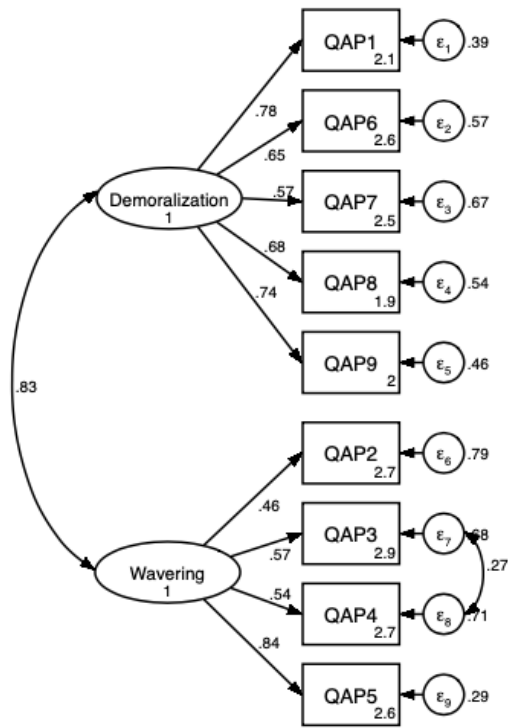 QAP1
2.1
ε1 .39
.78
QAP6
2.6
ε2 .57
.65
Demoralization
1
.57
QAP7
2.5
ε3 .67
.68
QAP8
1.9
ε4 .54
.74
QAP9
2
ε5 .46
.83
QAP2
2.7
ε6 .79
.46
QAP3
2.9
ε7 .68
.57
Wavering
1
.27
.54
QAP4
2.7
ε8 .71
.84
QAP5
2.6
ε9 .29